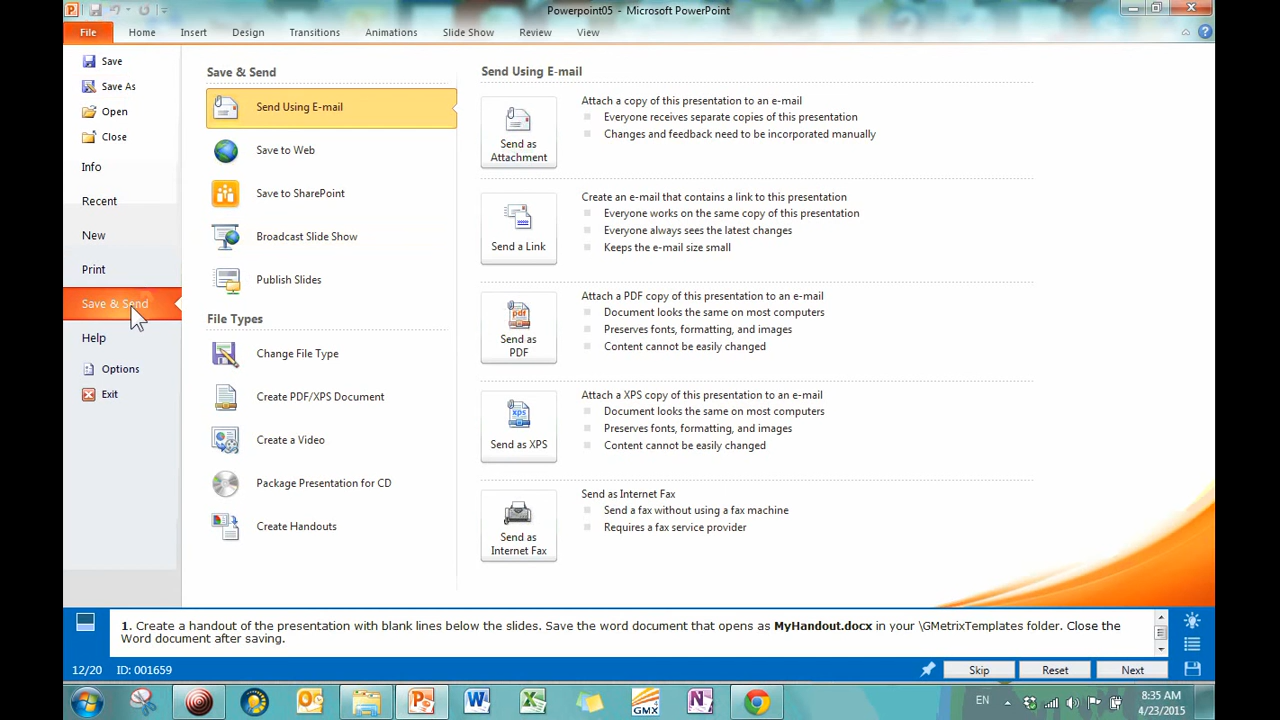 Powerpoint05 - Microsoft PowerPoint
File Home Insert Design Transitions Animations Slide Show Review View
Save
Save As
Open
Close
Info
Recent
New
Print
Save & Send
Help
Options
Exit
Save & Send
Send Using E-mail
Save to Web
Save to SharePoint
Broadcast Slide Show
Publish Slides
File Types
Change File Type
Create PDF/XPS Document
Create a Video
Package Presentation for CD
Create Handouts
Send Using E-mail
Send as
Attachment
Attach a copy of this presentation to an e-mail
Everyone receives separate copies of this presentation
Changes and feedback need to be incorporated manually
Send a Link
Create an e-mail that contains a link to this presentation
Everyone works on the same copy of this presentation
Everyone always sees the latest changes
Keeps the e-mail size small
pdf
Send as
PDF
Attach a PDF copy of this presentation to an e-mail
Document looks the same on most computers
Preserves fonts, formatting, and images
Content cannot be easily changed
xps
Send as XPS
Attach a XPS copy of this presentation to an e-mail
Document looks the same on most computers
Preserves fonts, formatting, and images
Content cannot be easily changed
Send as
Internet Fax
Send as Internet Fax
Send a fax without using a fax machine
Requires a fax service provider
1. Create a handout of the presentation with blank lines below the slides. Save the word document that opens as MyHandout.docx in your \GMetrixTemplates folder. Close the
Word document after saving.
12/20 ID: 001659
Skip Reset Next
GMX
EN
8:35 AM
4/23/2015